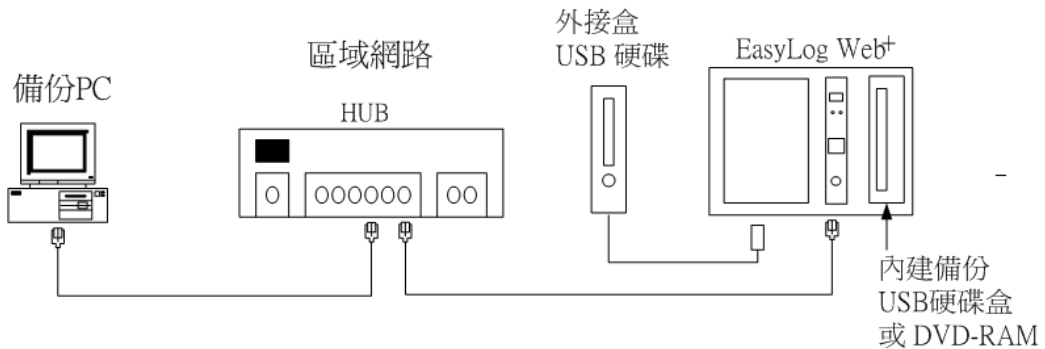 備份PC
區域網路
HUB
外接盒
USB 硬碟
EasyLog Web+
內建備份
USB硬碟盒
或 DVD-RAM